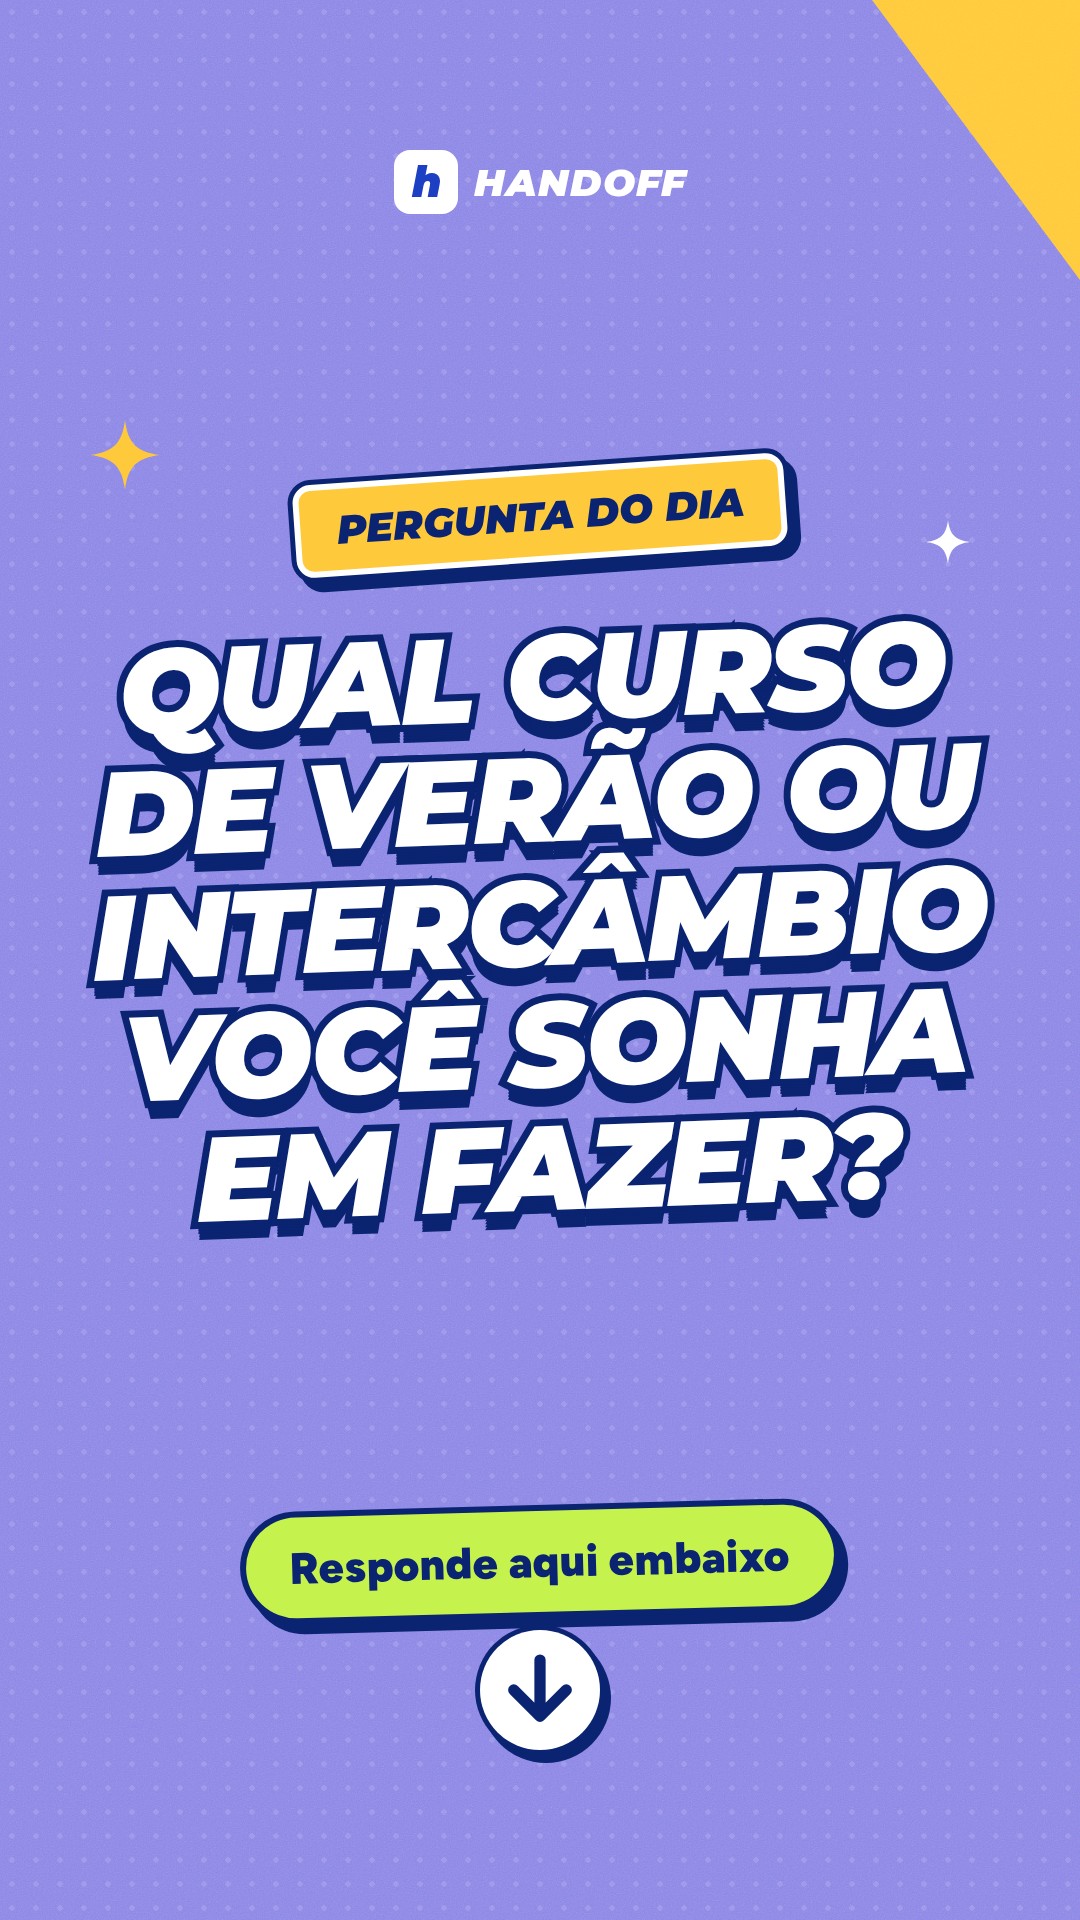 h HANDOFF
PERGUNTA DO DIA
QUAL CURSO
DE VERÃO OU
INTERCÂMBIO
VOCÊ SONHA
EM FAZER?
Responde aqui embaixo